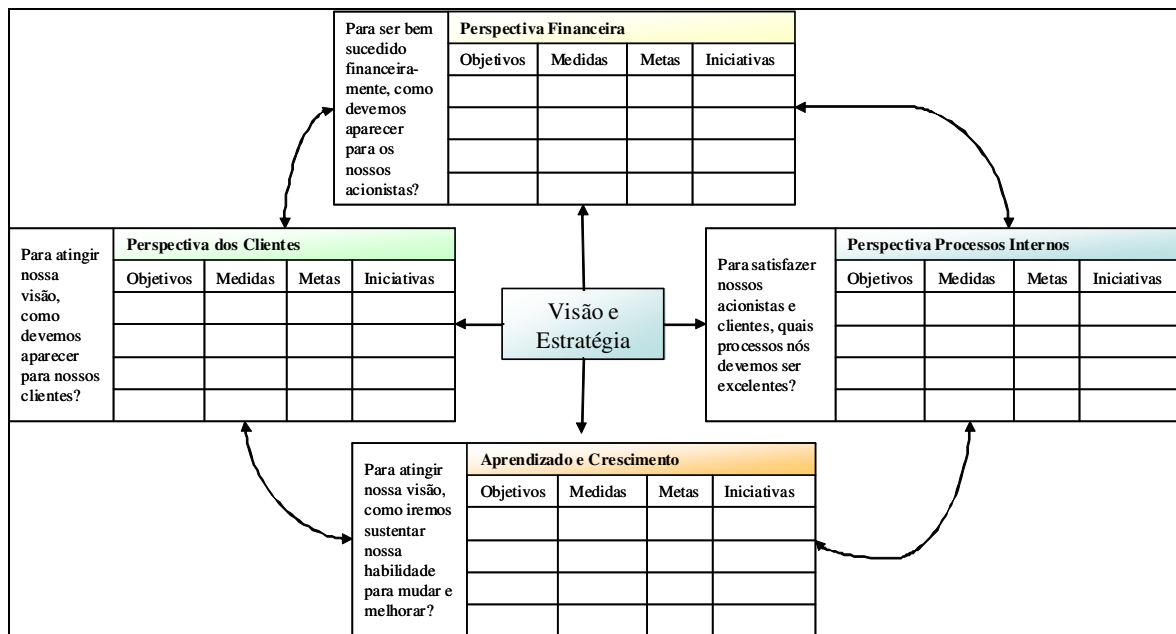 Para ser bem
sucedido
financeira-
mente, como
devemos
aparecer
para os
nossos
acionistas?
Perspectiva Financeira
Objetivos Medidas Metas Iniciativas
Para atingir
nossa
visão,
como
devemos
aparecer
para nossos
clientes?
Perspectiva dos Clientes
Objetivos Medidas Metas Iniciativas
Visão e
Estratégia
Para satisfazer
nossos
acionistas e
clientes, quais
processos nós
devemos ser
excelentes?
Perspectiva Processos Internos
Objetivos Medidas Metas Iniciativas
Para atingir
nossa visão,
como iremos
sustentar
nossa
habilidade
para mudar e
melhorar?
Aprendizado e Crescimento
Objetivos Medidas Metas Iniciativas